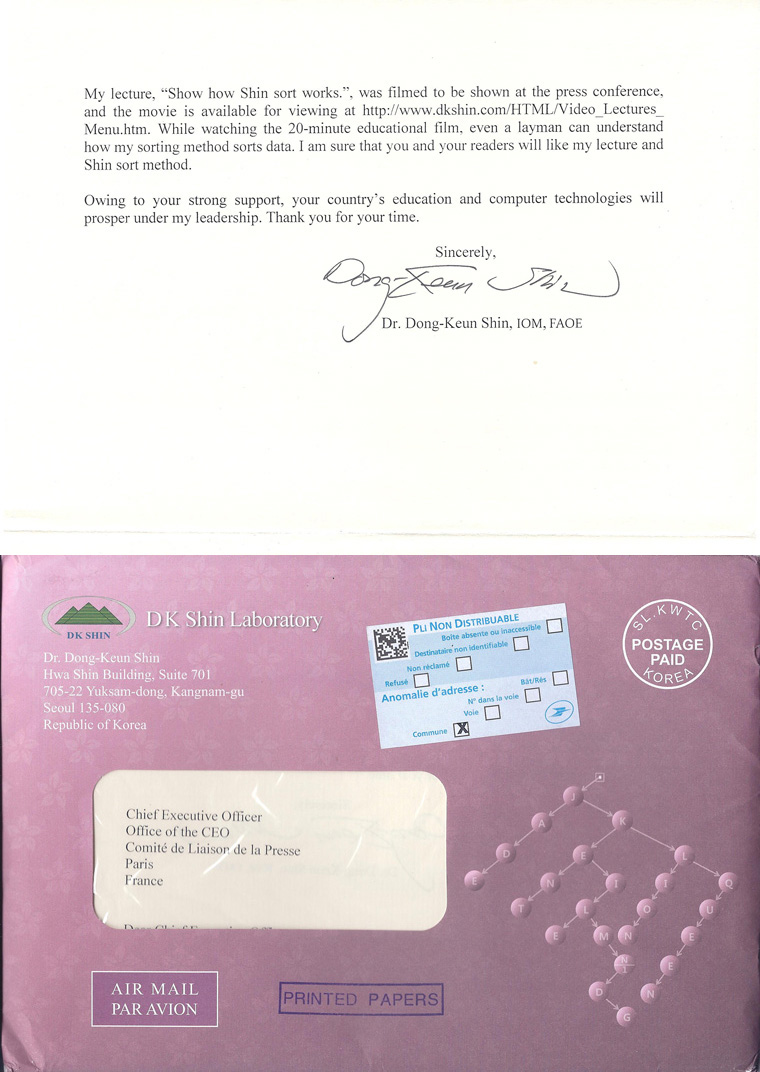 My lecture, “Show how Shin sort works.”, was filmed to be shown at the press conference,
and the movie is available for viewing at http://www.dkshin.com/HTML/Video_Lectures_
Menu.htm. While watching the 20-minute educational film, even a layman can understand
how my sorting method sorts data. I am sure that you and your readers will like my lecture and
Shin sort method.
Owing to your strong support, your country’s education and computer technologies will
prosper under my leadership. Thank you for your time.
Sincerely,
Dong-Keun Shin
Dr. Dong-Keun Shin, IOM, FAOE
DK SHIN
DK Shin Laboratory
Dr. Dong-Keun Shin
Hwa Shin Building, Suite 701
705-22 Yuksam-dong, Kangnam-gu
Seoul 135-080
Republic of Korea
PLI NON DISTRIBUABLE
Boîte absente ou inaccessible
Destinataire non identifiable
Non réclamé
Refusé
Anomalie d'adresse :
Bât/Rés
N° dans la voie
Voie
Commune X
SL.KWTC
POSTAGE
PAID
KOREA
Chief Executive Officer
Office of the CEO
Comité de Liaison de la Presse
Paris
France
J
A K
D E L
E N I I Q
T L O U
E M N E
N E
D N
G
AIR MAIL
PAR AVION
PRINTED PAPERS